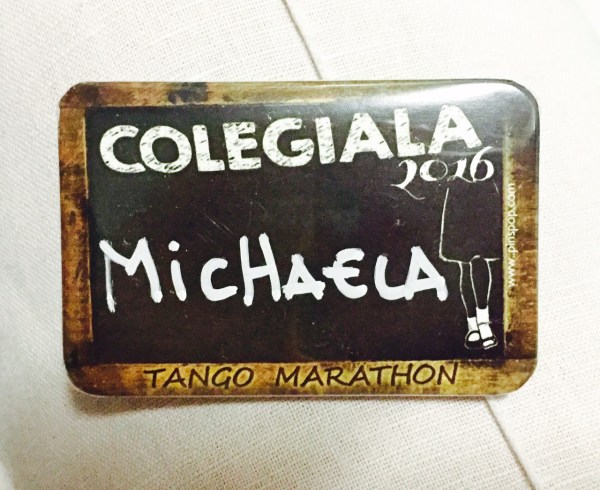 COLEGIALA
2016
MiCHAELA
TANGO MARATHON
www.pinspop.com